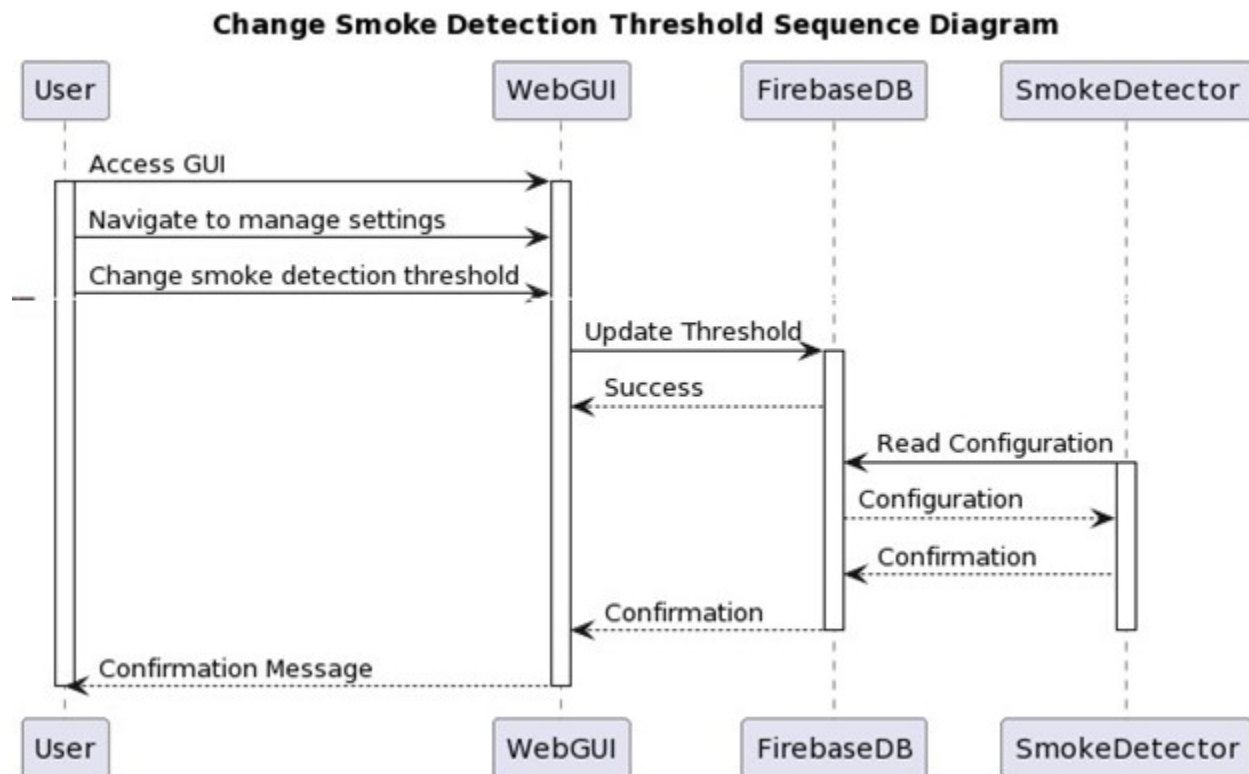 Change Smoke Detection Threshold Sequence Diagram
User WebGUI FirebaseDB SmokeDetector
Access GUI
Navigate to manage settings
Change smoke detection threshold
Update Threshold
Success
Read Configuration
Configuration
Confirmation
Confirmation
Confirmation Message
User WebGUI FirebaseDB SmokeDetector